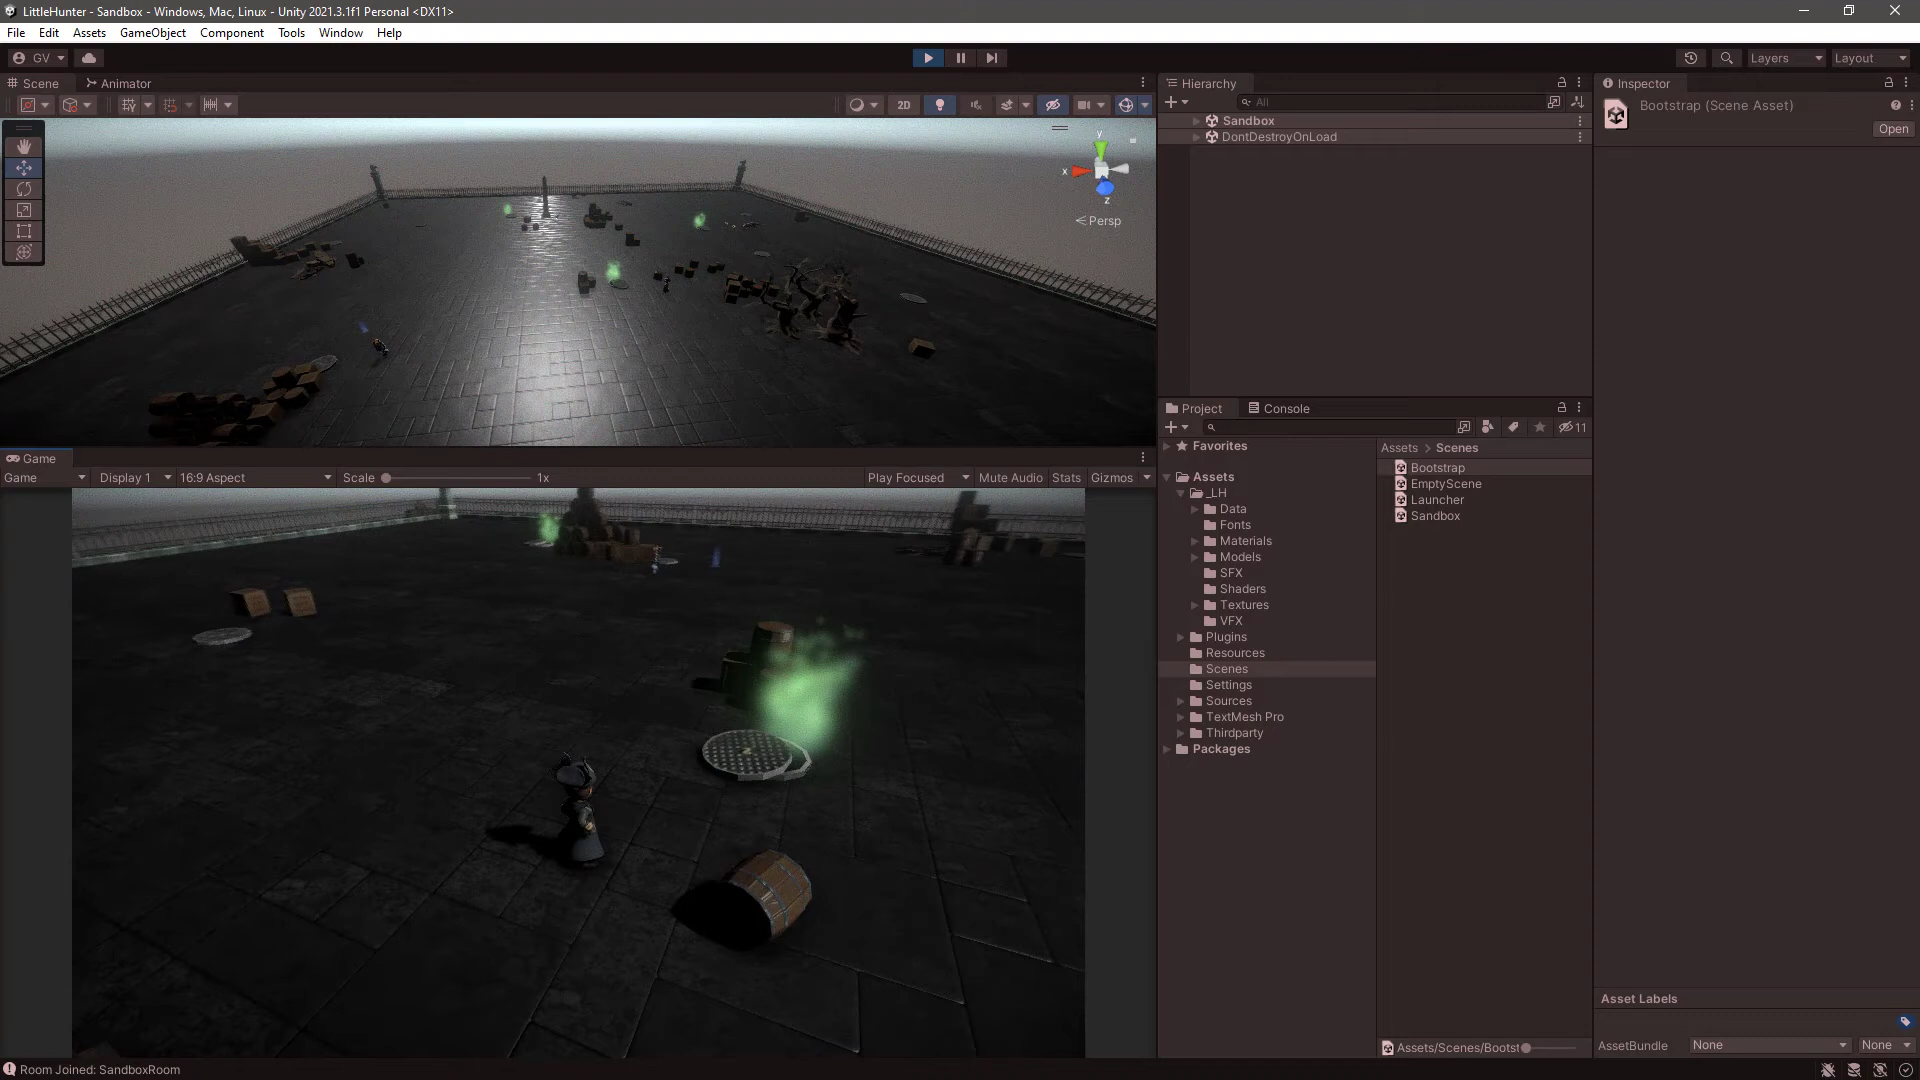 LittleHunter - Sandbox - Windows, Mac, Linux - Unity 2021.3.1f1 Personal <DX11>
File Edit Assets GameObject Component Tools Window Help
GV
Layers Layout
Scene Animator
2D
y
x
z
Persp
Game
Game Display 1 16:9 Aspect Scale 1x Play Focused Mute Audio Stats Gizmos
Hierarchy
All
Sandbox
DontDestroyOnLoad
Project Console
11
Favorites
Assets
_LH
Data
Fonts
Materials
Models
SFX
Shaders
Textures
VFX
Plugins
Resources
Scenes
Settings
Sources
TextMesh Pro
Thirdparty
Packages
Assets > Scenes
Bootstrap
EmptyScene
Launcher
Sandbox
Assets/Scenes/Bootst
Inspector
Bootstrap (Scene Asset)
Open
Asset Labels
AssetBundle None None
Room Joined: SandboxRoom